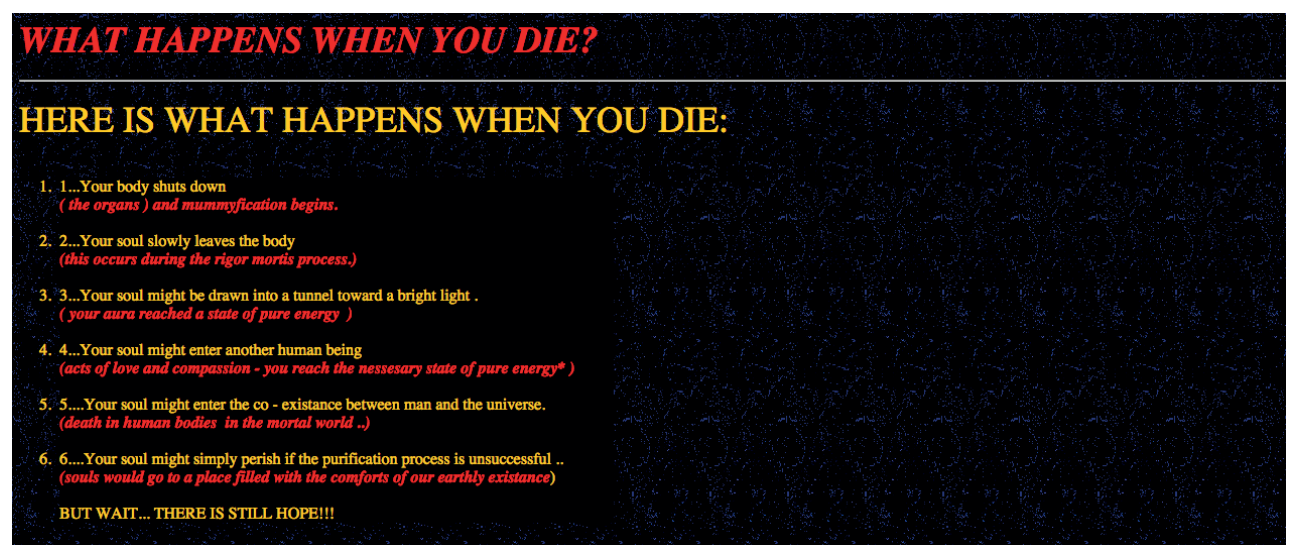 WHAT HAPPENS WHEN YOU DIE?
HERE IS WHAT HAPPENS WHEN YOU DIE:
1. 1...Your body shuts down
( the organs ) and mummyfication begins.
2. 2...Your soul slowly leaves the body
(this occurs during the rigor mortis process.)
3. 3...Your soul might be drawn into a tunnel toward a bright light .
( your aura reached a state of pure energy )
4. 4...Your soul might enter another human being
(acts of love and compassion - you reach the nessesary state of pure energy* )
5. 5....Your soul might enter the co - existance between man and the universe.
(death in human bodies in the mortal world ..)
6. 6....Your soul might simply perish if the purification process is unsuccessful ..
(souls would go to a place filled with the comforts of our earthly existance)
BUT WAIT... THERE IS STILL HOPE!!!